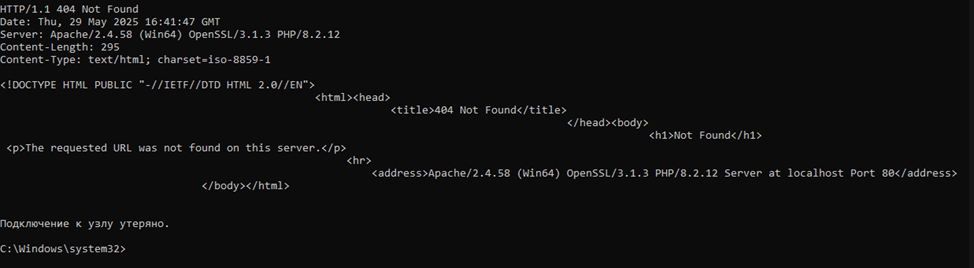 HTTP/1.1 404 Not Found
Date: Thu, 29 May 2025 16:41:47 GMT
Server: Apache/2.4.58 (Win64) OpenSSL/3.1.3 PHP/8.2.12
Content-Length: 295
Content-Type: text/html; charset=iso-8859-1
<!DOCTYPE HTML PUBLIC "-//IETF//DTD HTML 2.0//EN">
<html><head>
<title>404 Not Found</title>
</head><body>
<h1>Not Found</h1>
<p>The requested URL was not found on this server.</p>
<hr>
<address>Apache/2.4.58 (Win64) OpenSSL/3.1.3 PHP/8.2.12 Server at localhost Port 80</address>
</body></html>
Подключение к узлу утеряно.
C:\Windows\system32>